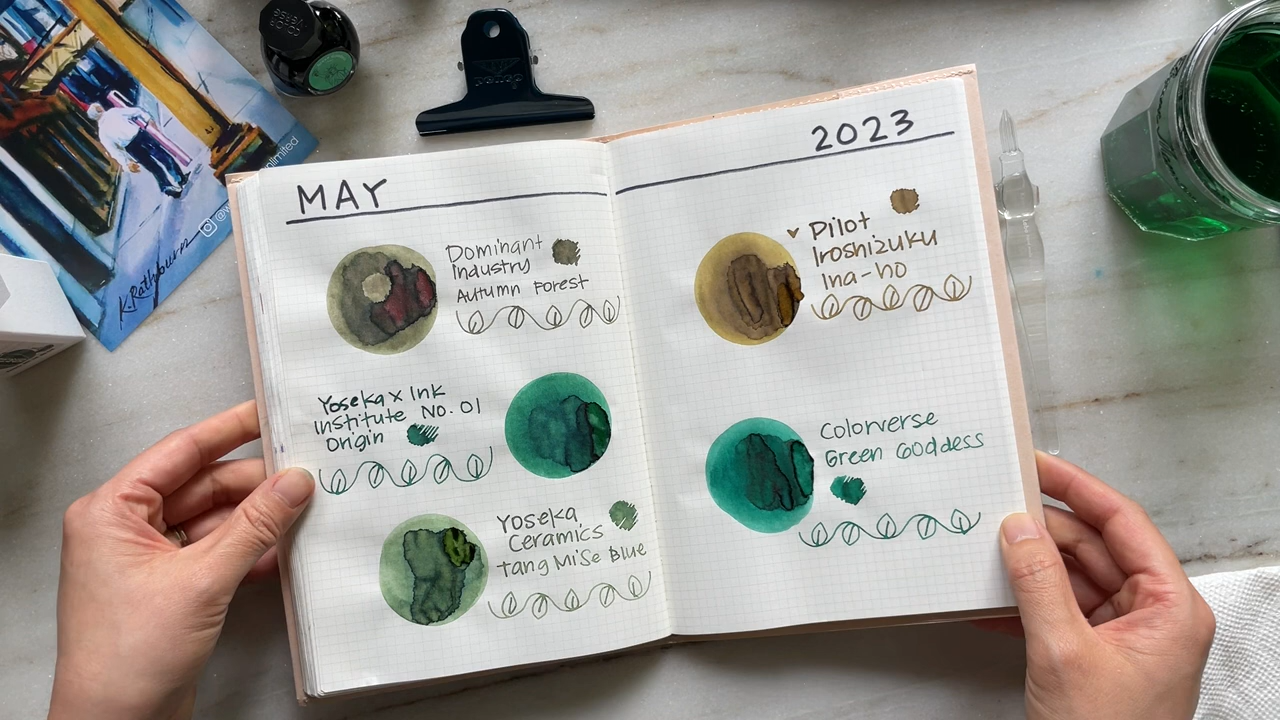 MAY
Dominant
Industry
Autumn Forest
Yoseka x Ink
Institute No. 01
Origin
Yoseka
Ceramics
Tang Mise Blue
2023
Pilot
Iroshizuku
Ina-ho
Colorverse
Green Goddess
K. Rathburn